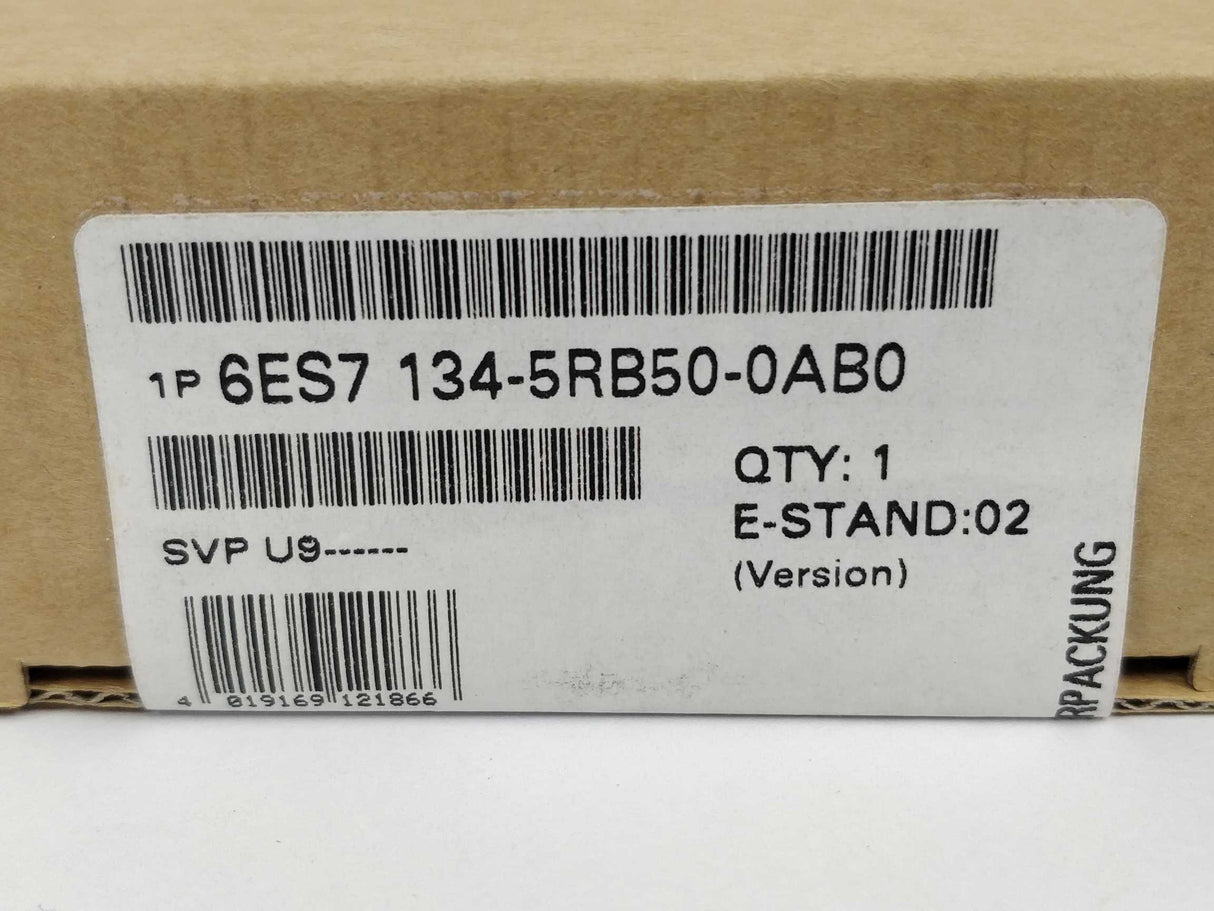 1P 6ES7 134-5RB50-0AB0
QTY: 1
E-STAND:02
(Version)
SVP U9------
4 019169 121866
RPACKUNG